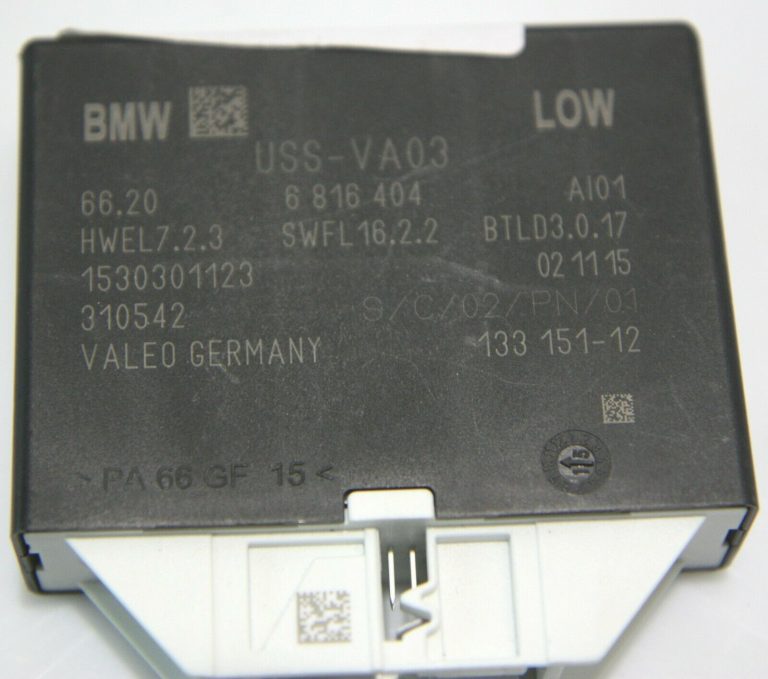 BMW LOW
USS-VA03
66.20 6 816 404 AI01
HWEL7.2.3 SWFL16.2.2 BTLD3.0.17
1530301123 02 11 15
310542 S/C/02/PN/01
VALEO GERMANY 133 151-12
>PA 66 GF 15<